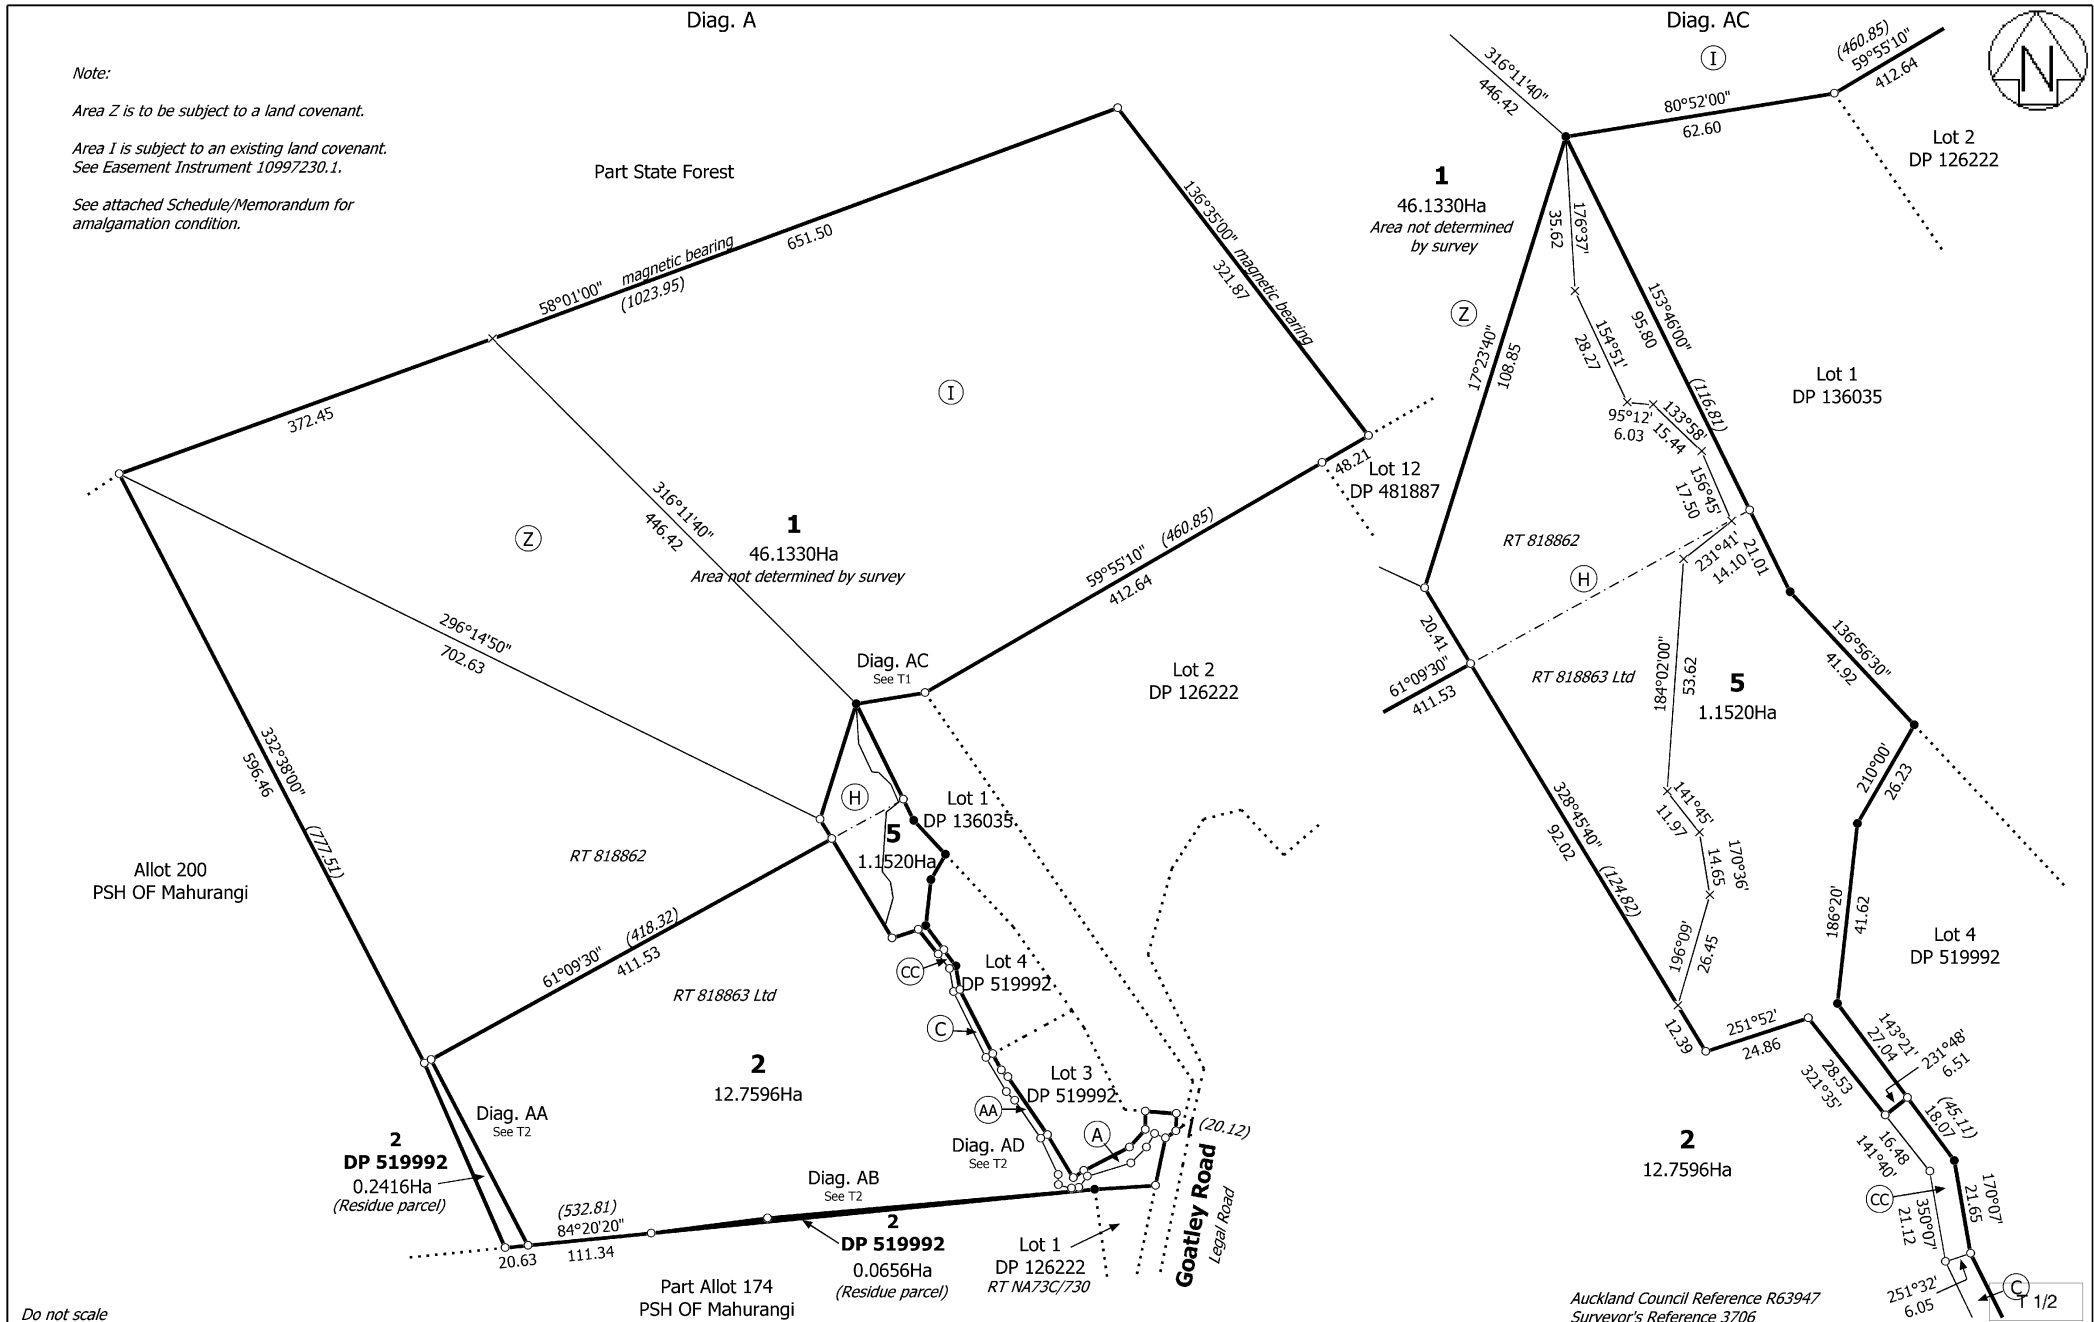 Diag. A
Diag. AC
N
Note:
Area Z is to be subject to a land covenant.
Area I is subject to an existing land covenant.
See Easement Instrument 10997230.1.
See attached Schedule/Memorandum for
amalgamation condition.
Part State Forest
58°01'00"
magnetic bearing
(1023.95)
651.50
372.45
136°35'00" magnetic bearing
321.87
I
Z
316°11'40"
446.42
1
46.1330Ha
Area not determined by survey
48.21
Lot 12
DP 481887
59°55'10"
(460.85)
412.64
296°14'50"
702.63
Diag. AC
See T1
Lot 2
DP 126222
332°38'00"
596.46
(777.51)
H
Lot 1
DP 136035
5
1.1520Ha
RT 818862
Allot 200
PSH OF Mahurangi
61°09'30"
(418.32)
411.53
RT 818863 Ltd
CC
Lot 4
DP 519992
C
2
12.7596Ha
Lot 3
DP 519992
AA
Diag. AA
See T2
A
(20.12)
Diag. AD
See T2
2
DP 519992
0.2416Ha
(Residue parcel)
Diag. AB
See T2
(532.81)
84°20'20"
111.34
20.63
2
DP 519992
0.0656Ha
(Residue parcel)
Lot 1
DP 126222
RT NA73C/730
Goatley Road
Legal Road
Part Allot 174
PSH OF Mahurangi
Do not scale
316°11'40"
446.42
I
80°52'00"
62.60
(460.85)
59°55'10"
412.64
Lot 2
DP 126222
1
46.1330Ha
Area not determined
by survey
176°37'
35.62
Z
17°23'40"
108.85
154°51'
28.27
153°46'00"
95.80
(116.81)
Lot 1
DP 136035
95°12'
6.03
133°58'
15.44
156°45'
17.50
RT 818862
231°41'
14.10
21.01
H
20.41
61°09'30"
411.53
RT 818863 Ltd
184°02'00"
53.62
5
1.1520Ha
136°56'30"
41.92
210°00'
26.23
141°45'
11.97
328°45'40"
92.02
(124.82)
170°36'
14.65
186°20'
41.62
Lot 4
DP 519992
196°09'
26.45
12.39
251°52'
24.86
143°21'
27.04
231°48'
6.51
28.53
321°35'
(45.11)
18.07
2
12.7596Ha
16.48
141°40'
CC
170°07'
21.65
350°07'
21.12
251°32'
6.05
C
Auckland Council Reference R63947
Surveyor's Reference 3706
T 1/2